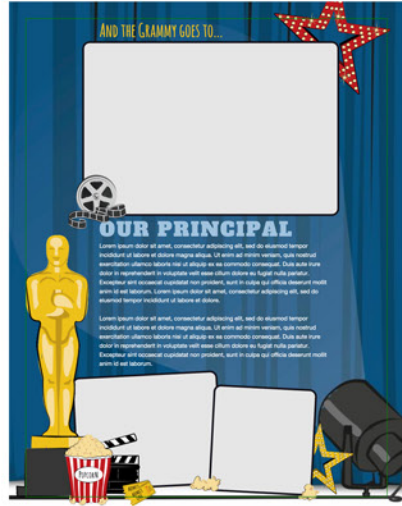 AND THE GRAMMY GOES TO...
OUR PRINCIPAL
Lorem ipsum dolor sit amet, consectetur adipiscing elit, sed do eiusmod tempor
incididunt ut labore et dolore magna aliqua. Ut enim ad minim veniam, quis nostrud
exercitation ullamco laboris nisi ut aliquip ex ea commodo consequat. Duis aute irure
dolor in reprehenderit in voluptate velit esse cillum dolore eu fugiat nulla pariatur.
Excepteur sint occaecat cupidatat non proident, sunt in culpa qui officia deserunt mollit
anim id est laborum. Lorem ipsum dolor sit amet, consectetur adipiscing elit, sed do
eiusmod tempor incididunt ut labore et dolore.
Lorem ipsum dolor sit amet, consectetur adipiscing elit, sed do eiusmod tempor
incididunt ut labore et dolore magna aliqua. Ut enim ad minim veniam, quis nostrud
exercitation ullamco laboris nisi ut aliquip ex ea commodo consequat. Duis aute irure
dolor in reprehenderit in voluptate velit esse cillum dolore eu fugiat nulla pariatur.
Excepteur sint occaecat cupidatat non proident, sunt in culpa qui officia deserunt mollit
anim id est laborum.
POPCORN